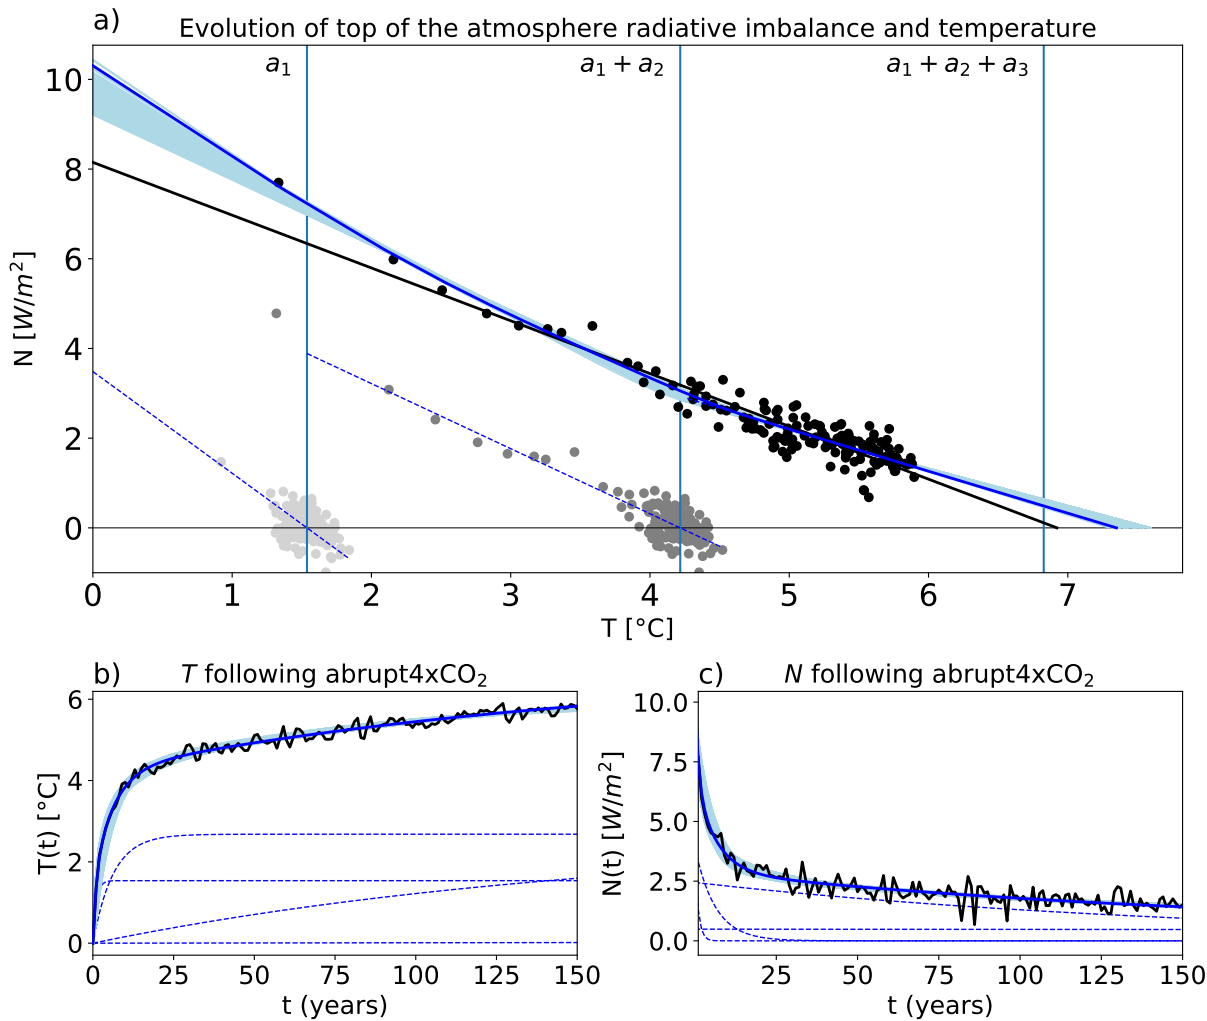 a)
Evolution of top of the atmosphere radiative imbalance and temperature
a₁
a₁ + a₂
a₁ + a₂ + a₃
10
8
6
4
2
0
N [W/m²]
0 1 2 3 4 5 6 7
T [°C]
b)
T following abrupt4xCO₂
6
4
2
0
T(t) [°C]
0 25 50 75 100 125 150
t (years)
c)
N following abrupt4xCO₂
10.0
7.5
5.0
2.5
0.0
N(t) [W/m²]
25 50 75 100 125 150
t (years)